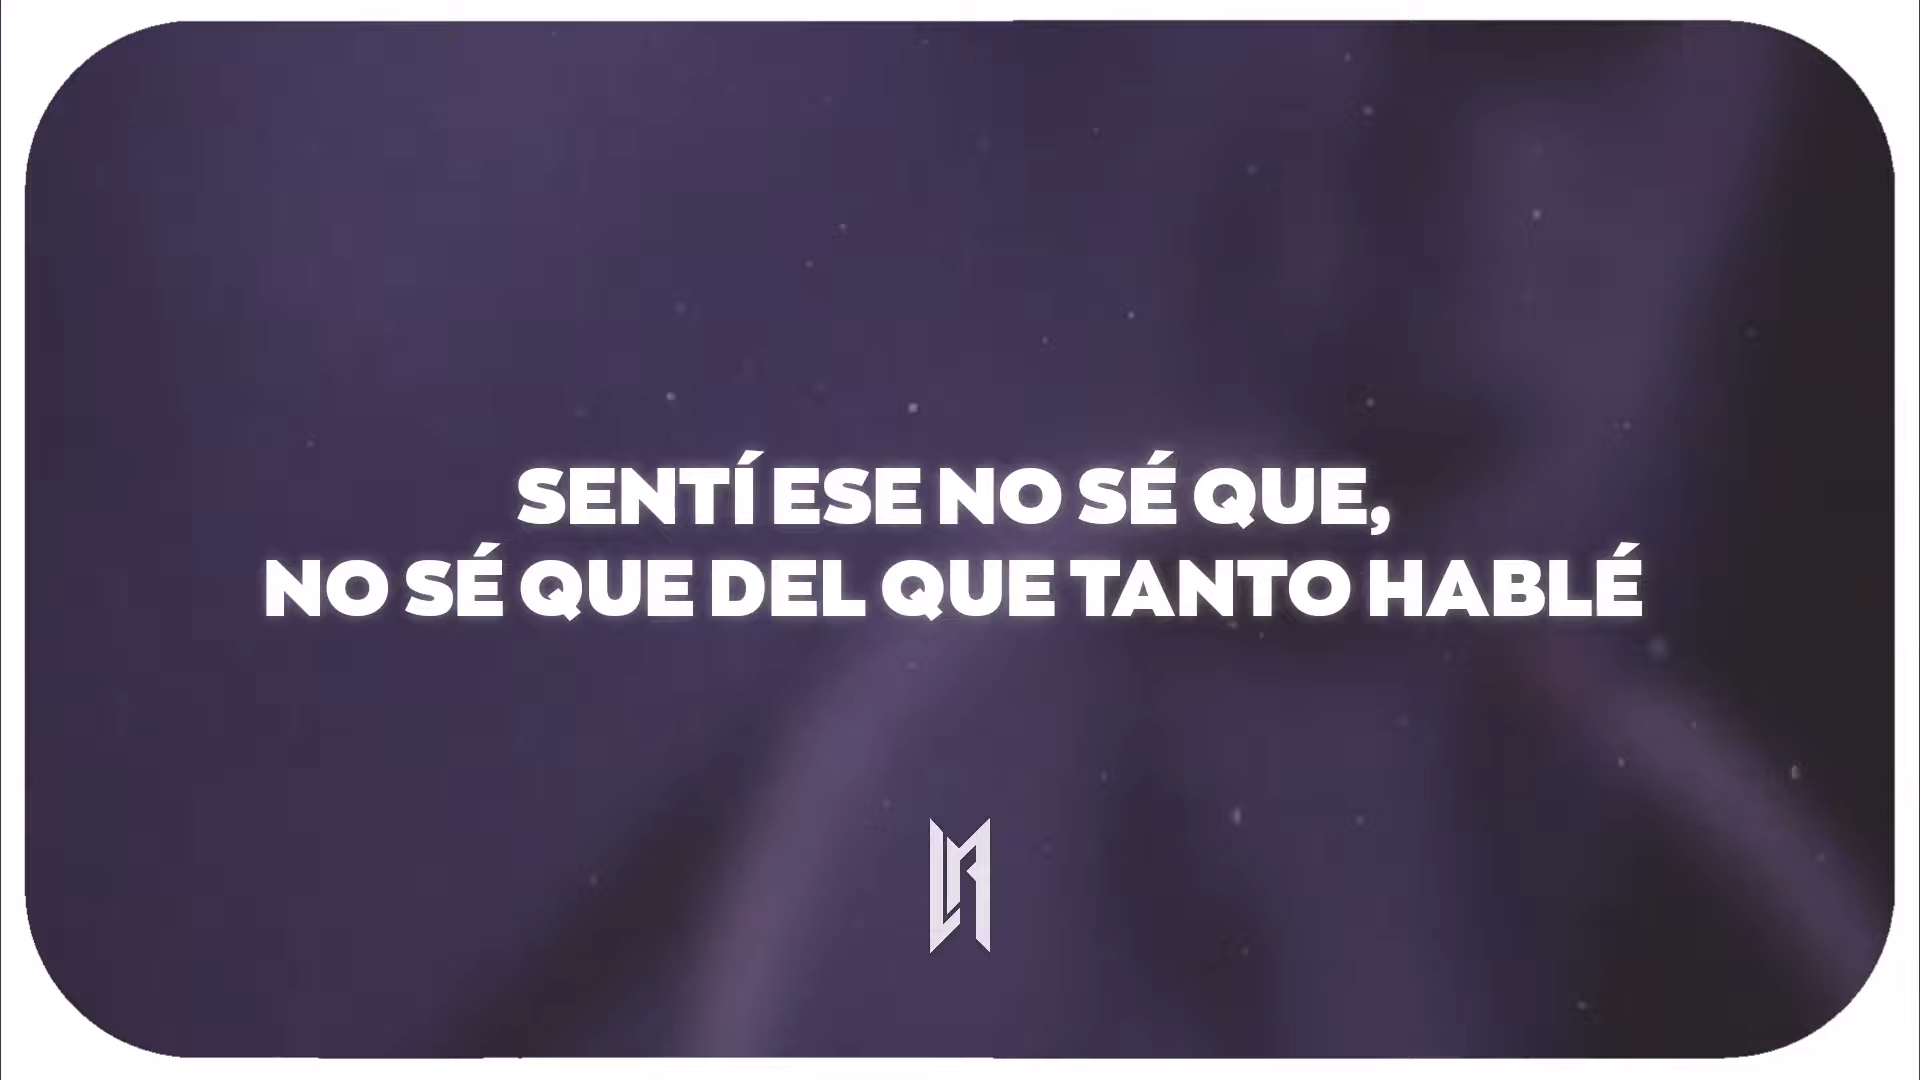 SENTÍ ESE NO SÉ QUE,
NO SÉ QUE DEL QUE TANTO HABLÉ